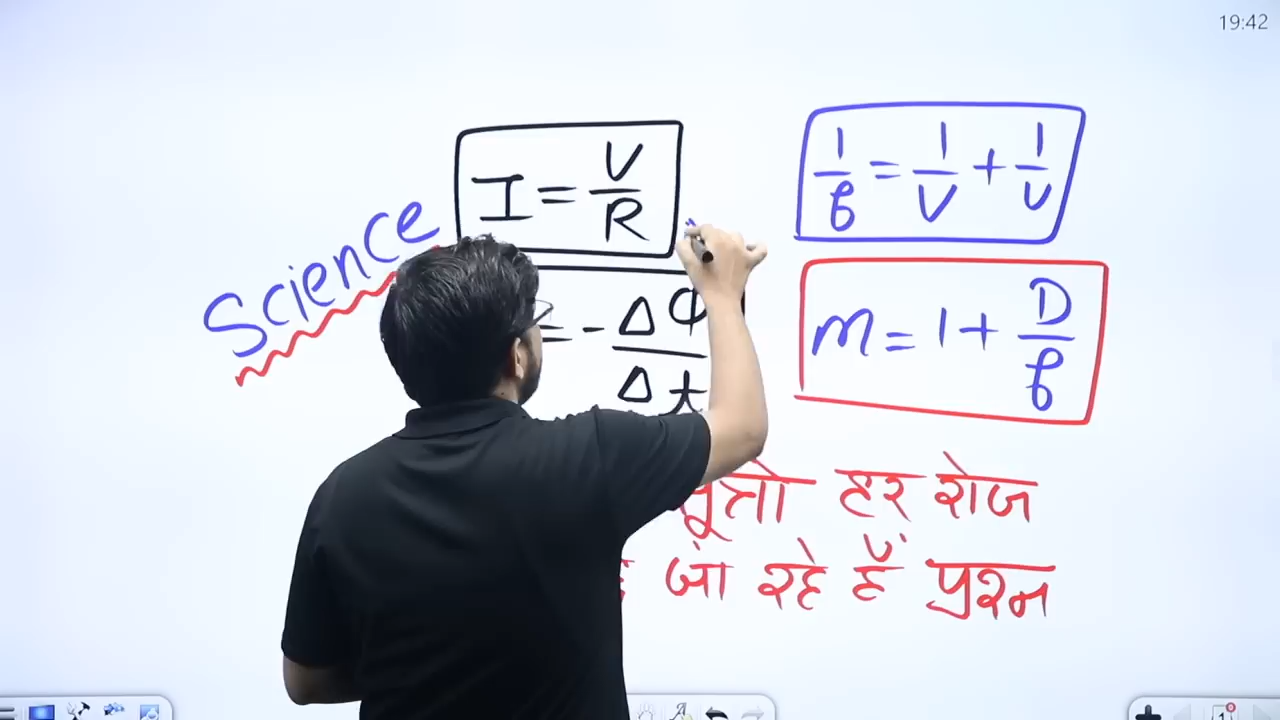 19:42
Science
I = V/R
1/f = 1/v + 1/u
= - Δφ/Δt
m = 1 + D/f
सूत्रो हर रोज
जा रहे हैं प्रश्न